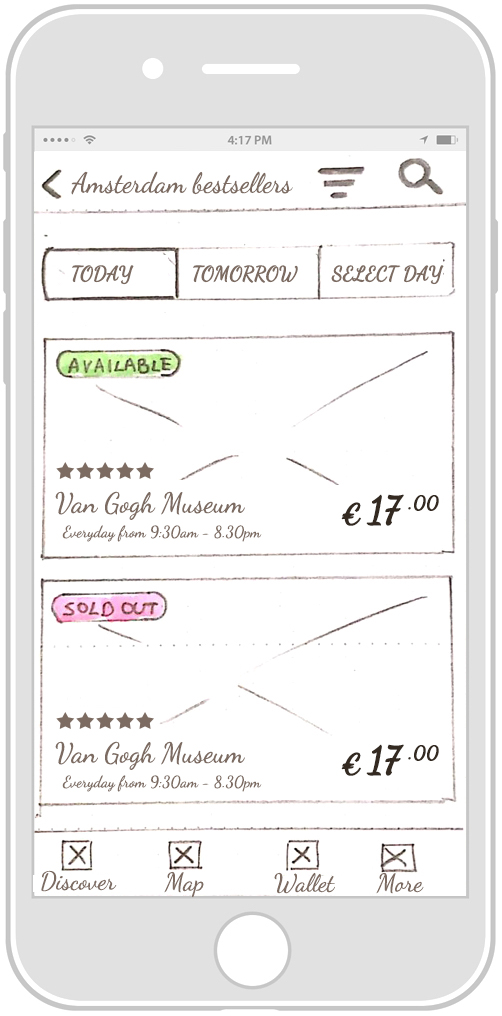 4:17 PM
Amsterdam bestsellers
TODAY TOMORROW SELECT DAY
AVAILABLE
Van Gogh Museum
€ 17.00
Everyday from 9:30am - 8.30pm
SOLD OUT
Van Gogh Museum
€ 17.00
Everyday from 9:30am - 8.30pm
Discover Map Wallet More